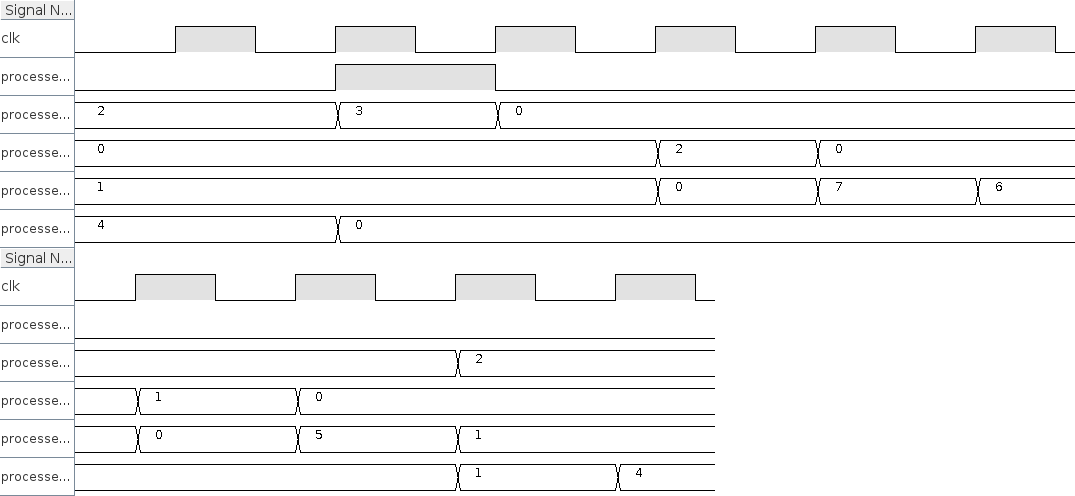 Signal N...
clk
processe...
processe... 2 3 0
processe... 0 2 0
processe... 1 0 7 6
processe... 4 0
Signal N...
clk
processe...
processe... 2
processe... 1 0
processe... 0 5 1
processe... 1 4